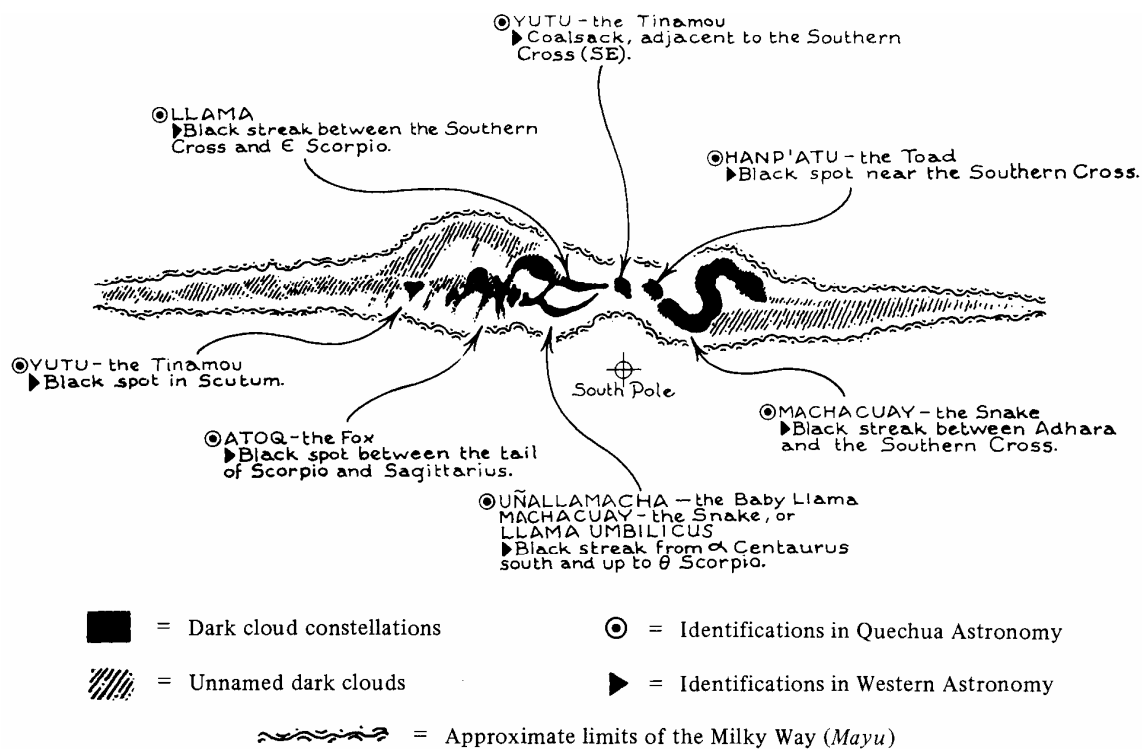 YUTU – the Tinamou
Coalsack, adjacent to the Southern
Cross (SE).
LLAMA
Black streak between the Southern
Cross and ϵ Scorpio.
HANP'ATU – the Toad
Black spot near the Southern Cross.
YUTU – the Tinamou
Black spot in Scutum.
South Pole
ATOQ – the Fox
Black spot between the tail
of Scorpio and Sagittarius.
MACHACUAY – the Snake
Black streak between Adhara
and the Southern Cross.
UÑALLAMACHA – the Baby Llama
MACHACUAY – the Snake, or
LLAMA UMBILICUS
Black streak from α Centaurus
south and up to θ Scorpio.
= Dark cloud constellations
= Identifications in Quechua Astronomy
= Unnamed dark clouds
= Identifications in Western Astronomy
= Approximate limits of the Milky Way (Mayu)